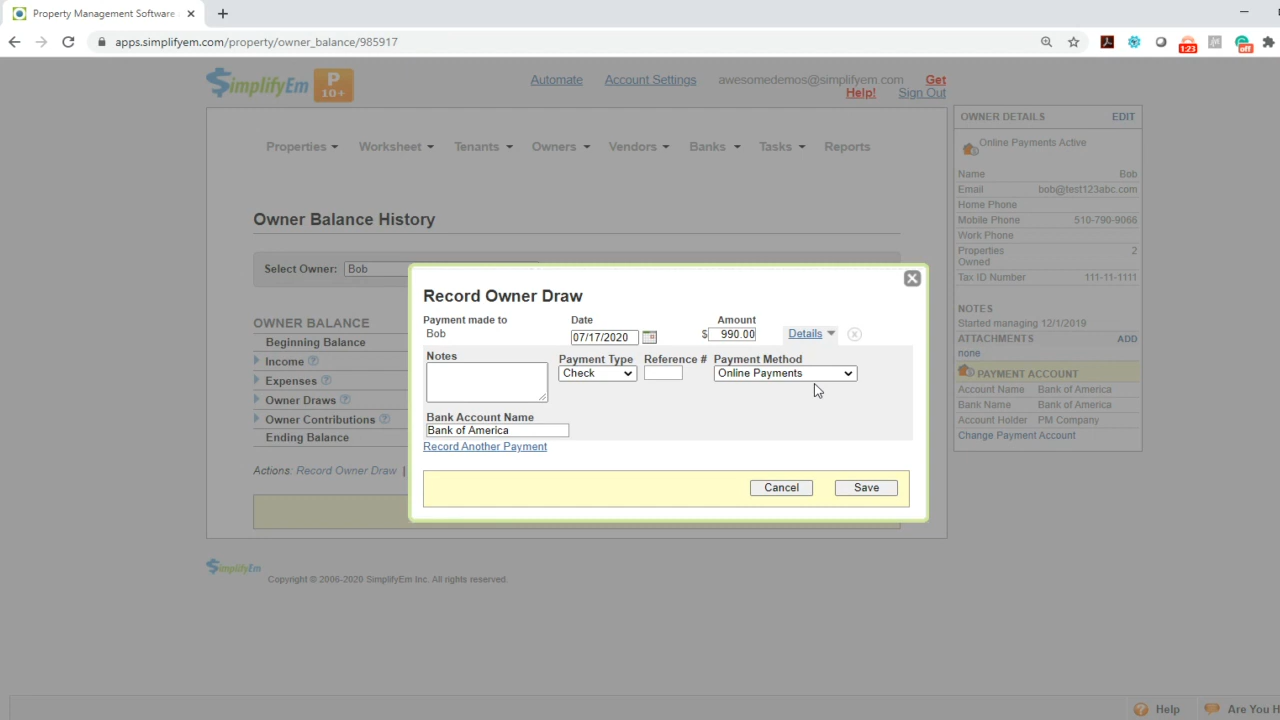 Property Management Software
apps.simplifyem.com/property/owner_balance/985917
1:23
off
SimplifyEm
P
10+
Automate
Account Settings
awesomedemos@simplifyem.com
Get
Help!
Sign Out
Properties
Worksheet
Tenants
Owners
Vendors
Banks
Tasks
Reports
Owner Balance History
Select Owner:
Bob
OWNER BALANCE
Beginning Balance
Income ?
Expenses ?
Owner Draws ?
Owner Contributions ?
Ending Balance
Actions: Record Owner Draw |
Record Owner Draw
Payment made to
Date
Amount
Bob
07/17/2020
$ 990.00
Details
Notes
Payment Type
Reference #
Payment Method
Check
Online Payments
Bank Account Name
Bank of America
Record Another Payment
Cancel
Save
OWNER DETAILS
EDIT
Online Payments Active
Name Bob
Email bob@test123abc.com
Home Phone
Mobile Phone 510-790-9066
Work Phone
Properties 2
Owned
Tax ID Number 111-11-1111
NOTES
Started managing 12/1/2019
ATTACHMENTS ADD
none
PAYMENT ACCOUNT
Account Name Bank of America
Bank Name Bank of America
Account Holder PM Company
Change Payment Account
SimplifyEm
Copyright © 2006-2020 SimplifyEm Inc. All rights reserved.
? Help
Are You H